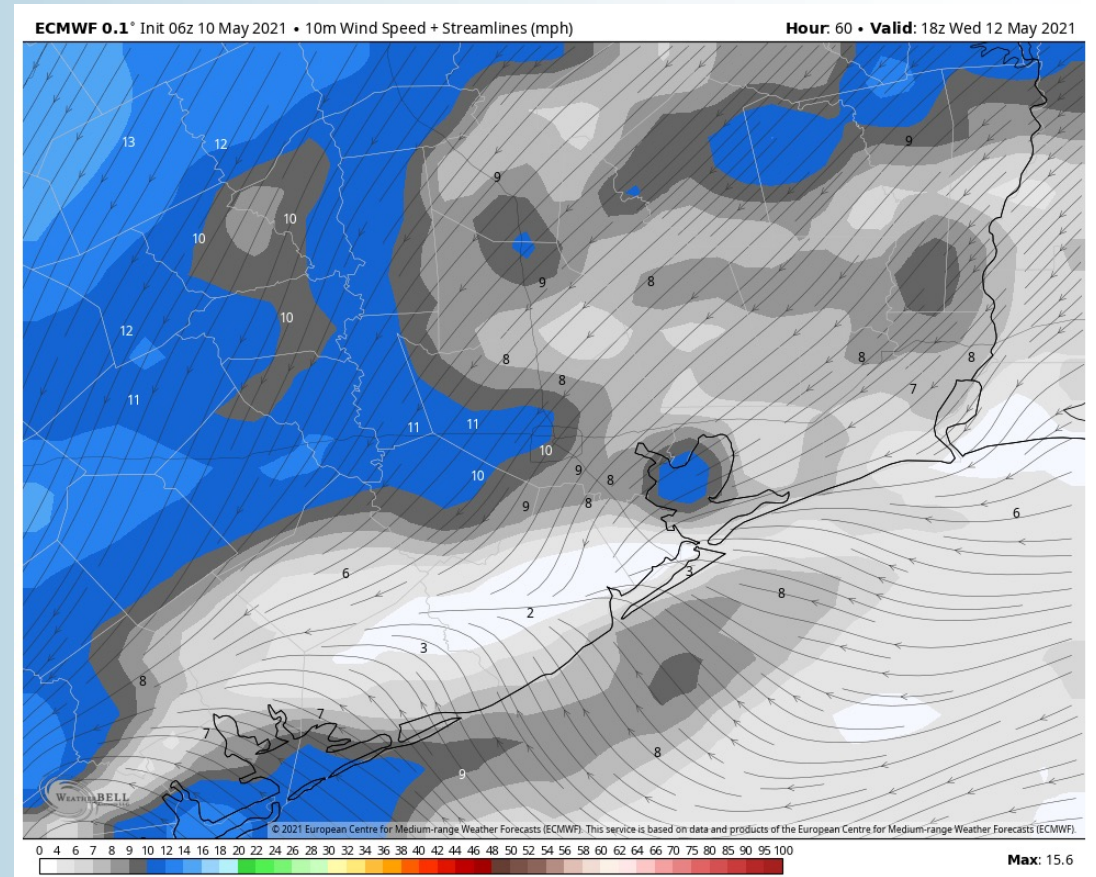 ECMWF 0.1° Init 06z 10 May 2021 • 10m Wind Speed + Streamlines (mph) Hour: 60 • Valid: 18z Wed 12 May 2021
13 12 9
9
10 10
9 8
10
12
8 8 8
8 7
11
11 11
10
10 9 8
9 8
6
6 3
8
2
3
8
7
7
8
9
WEATHERBELL
© 2021 European Centre for Medium-range Weather Forecasts (ECMWF). This service is based on data and products of the European Centre for Medium-range Weather Forecasts (ECMWF).
0 4 6 7 8 9 10 12 14 16 18 20 22 24 26 28 30 32 34 36 38 40 42 44 46 48 50 52 54 56 58 60 62 64 66 70 75 80 85 90 95 100
Max: 15.6